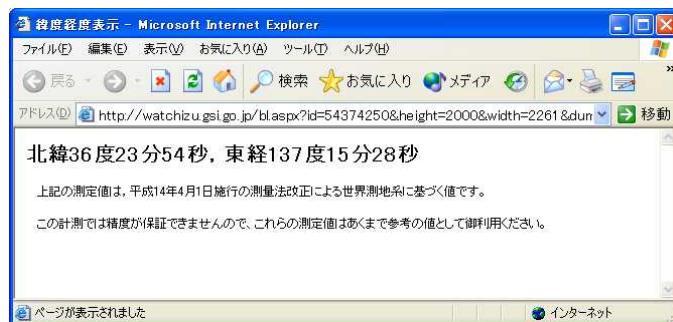 緯度経度表示 - Microsoft Internet Explorer
ファイル(F) 編集(E) 表示(V) お気に入り(A) ツール(T) ヘルプ(H)
戻る 検索 お気に入り メディア »
アドレス(D) http://watchizu.gsi.go.jp/bl.aspx?id=54374250&height=2000&width=2261&dun 移動
北緯36度23分54秒, 東経137度15分28秒
上記の測定値は, 平成14年4月1日施行の測量法改正による世界測地系に基づく値です。
この計測では精度が保証できませんので、これらの測定値はあくまで参考の値として御利用ください。
ページが表示されました インターネット